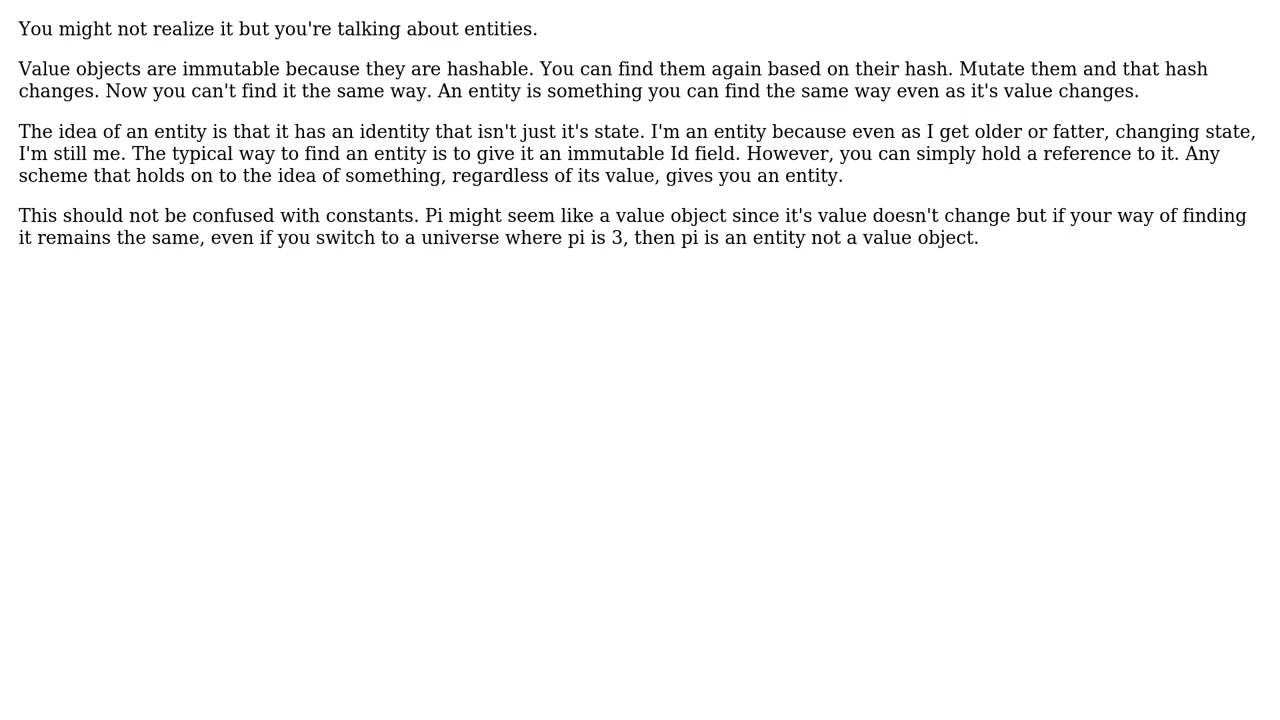 You might not realize it but you're talking about entities.
Value objects are immutable because they are hashable. You can find them again based on their hash. Mutate them and that hash
changes. Now you can't find it the same way. An entity is something you can find the same way even as it's value changes.
The idea of an entity is that it has an identity that isn't just it's state. I'm an entity because even as I get older or fatter, changing state,
I'm still me. The typical way to find an entity is to give it an immutable Id field. However, you can simply hold a reference to it. Any
scheme that holds on to the idea of something, regardless of its value, gives you an entity.
This should not be confused with constants. Pi might seem like a value object since it's value doesn't change but if your way of finding
it remains the same, even if you switch to a universe where pi is 3, then pi is an entity not a value object.